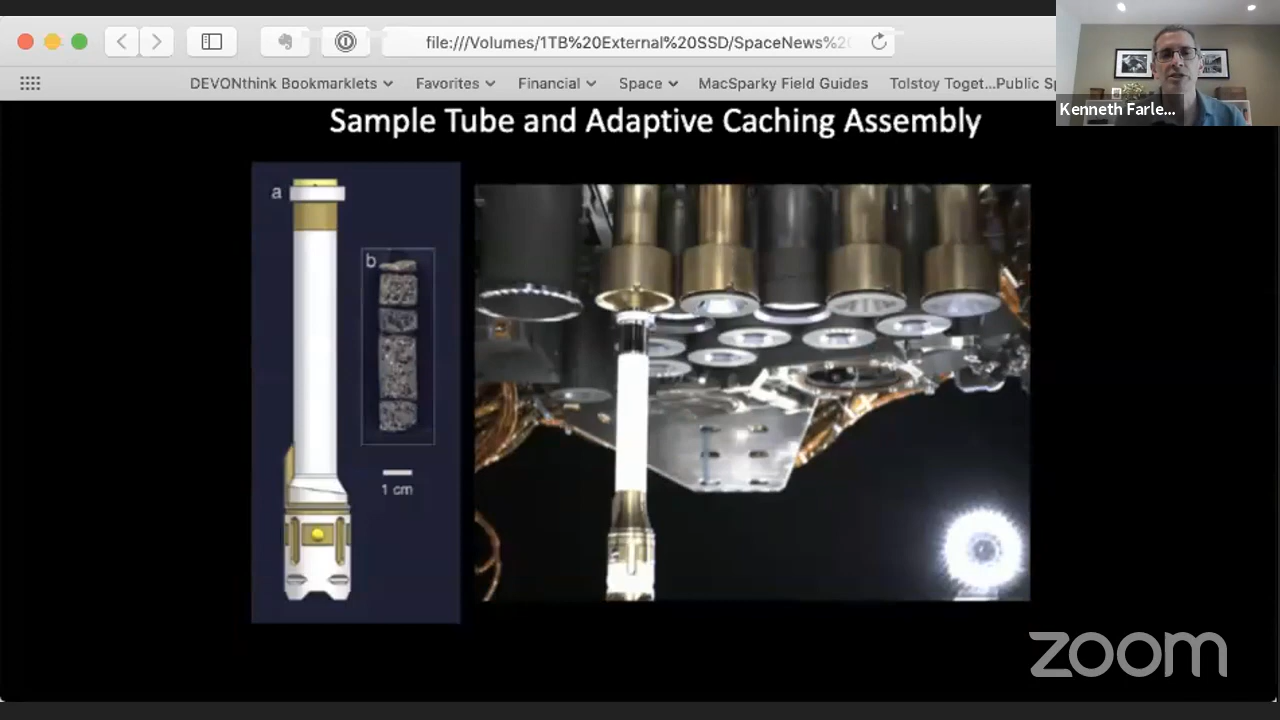 file:///Volumes/1TB%20External%20SSD/SpaceNews%20
DEVONthink Bookmarklets Favorites Financial Space MacSparky Field Guides Tolstoy Toget...Public Sp
Kenneth Farle...
Sample Tube and Adaptive Caching Assembly
a
b
1 cm
zoom